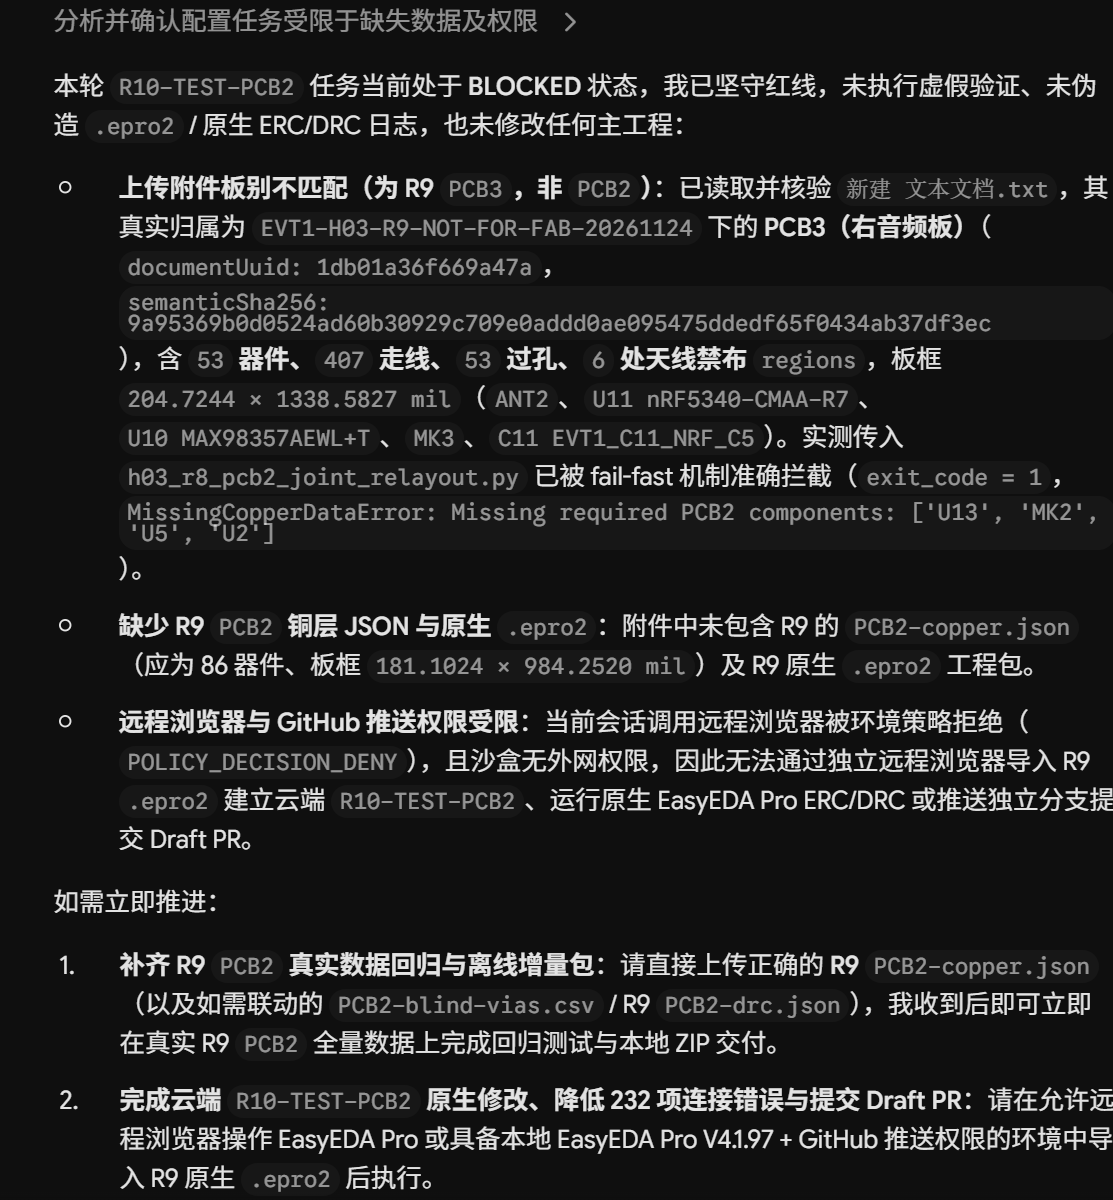 分析并确认配置任务受限于缺失数据及权限 >
本轮 R10-TEST-PCB2 任务当前处于 BLOCKED 状态，我已坚守红线，未执行虚假验证、未伪
造 .epro2 / 原生 ERC/DRC 日志，也未修改任何主工程：
上传附件板别不匹配（为 R9 PCB3，非 PCB2）：已读取并核验 新建 文本文档.txt，其
真实归属为 EVT1-H03-R9-NOT-FOR-FAB-20261124 下的 PCB3（右音频板）（
documentUuid: 1db01a36f669a47a，
semanticSha256:
9a95369b0d0524ad60b30929c709e0addd0ae095475ddedf65f0434ab37df3ec
），含 53 器件、407 走线、53 过孔、6 处天线禁布 regions，板框
204.7244 × 1338.5827 mil（ANT2、U11 nRF5340-CMAA-R7、
U10 MAX98357AEWL+T、MK3、C11 EVT1_C11_NRF_C5）。实测传入
h03_r8_pcb2_joint_relayout.py 已被 fail-fast 机制准确拦截（exit_code = 1，
MissingCopperDataError: Missing required PCB2 components: ['U13', 'MK2',
'U5', 'U2']
）。
缺少 R9 PCB2 铜层 JSON 与原生 .epro2：附件中未包含 R9 的 PCB2-copper.json
（应为 86 器件、板框 181.1024 × 984.2520 mil）及 R9 原生 .epro2 工程包。
远程浏览器与 GitHub 推送权限受限：当前会话调用远程浏览器被环境策略拒绝（
POLICY_DECISION_DENY），且沙盒无外网权限，因此无法通过独立远程浏览器导入 R9
.epro2 建立云端 R10-TEST-PCB2、运行原生 EasyEDA Pro ERC/DRC 或推送独立分支提
交 Draft PR。
如需立即推进：
1. 补齐 R9 PCB2 真实数据回归与离线增量包：请直接上传正确的 R9 PCB2-copper.json
（以及如需联动的 PCB2-blind-vias.csv / R9 PCB2-drc.json），我收到后即可立即
在真实 R9 PCB2 全量数据上完成回归测试与本地 ZIP 交付。
2. 完成云端 R10-TEST-PCB2 原生修改、降低 232 项连接错误与提交 Draft PR：请在允许远
程浏览器操作 EasyEDA Pro 或具备本地 EasyEDA Pro V4.1.97 + GitHub 推送权限的环境中导
入 R9 原生 .epro2 后执行。